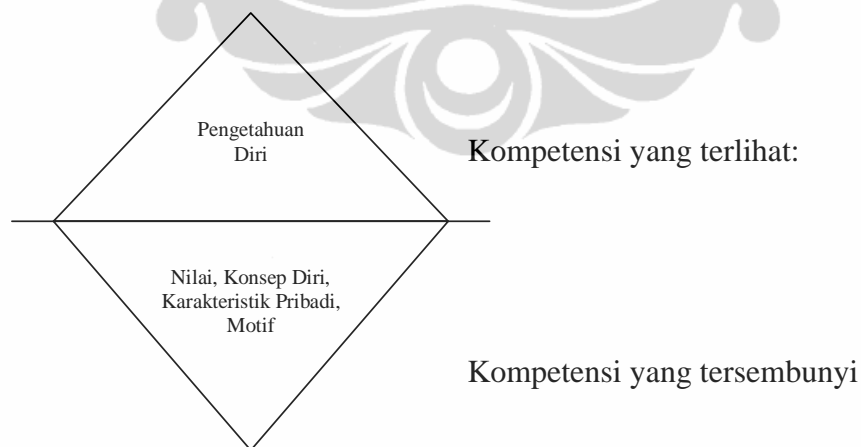 Pengetahuan
Diri
Kompetensi yang terlihat:
Nilai, Konsep Diri,
Karakteristik Pribadi,
Motif
Kompetensi yang tersembunyi